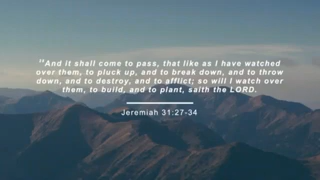 "And it shall come to pass, that like as I have watched
over them, to pluck up, and to break down, and to throw
down, and to destroy, and to afflict; so will I watch over
them, to build, and to plant, saith the LORD.
Jeremiah 31:27-34